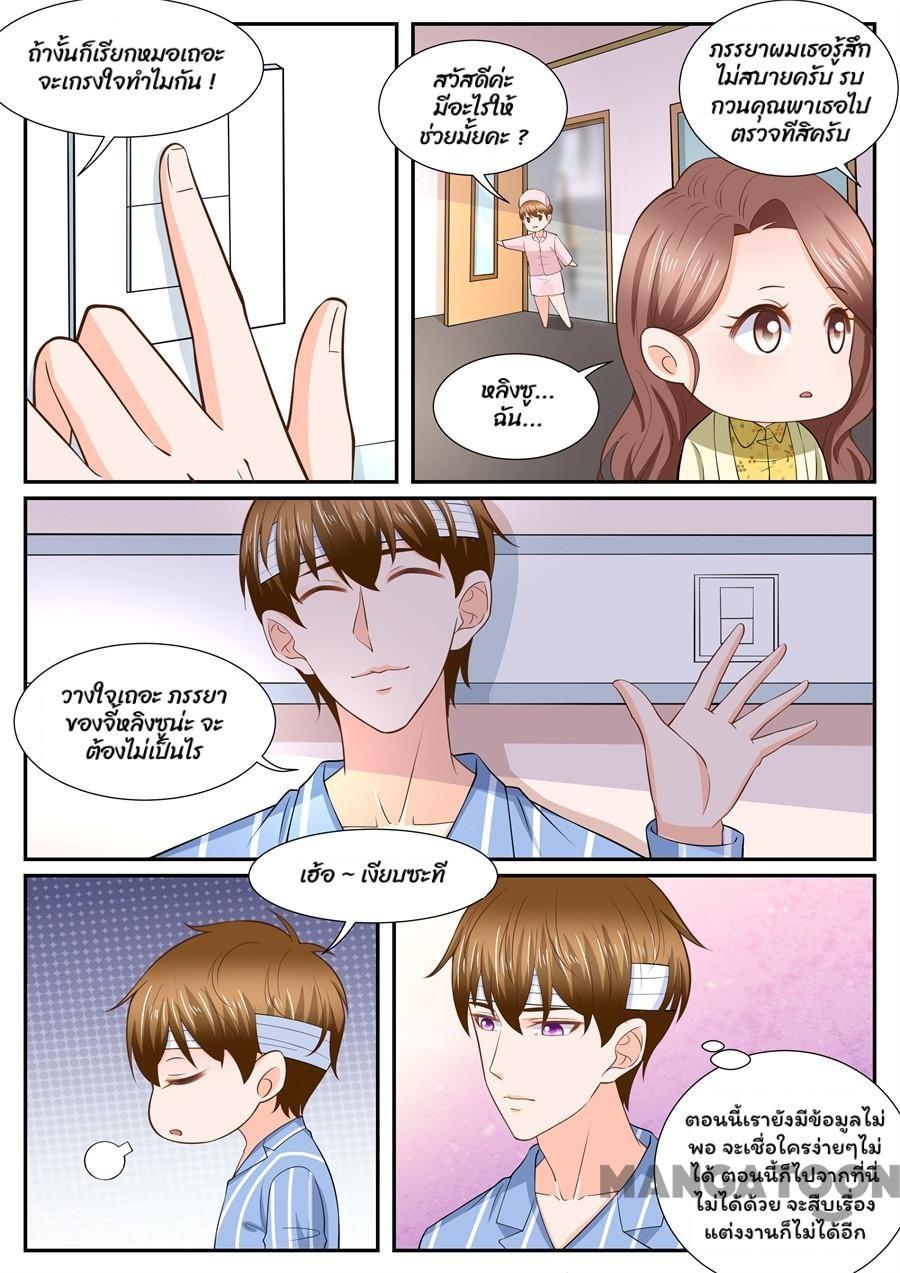 ถ้างั้นก็เรียกหมอเถอะ
จะเกรงใจทำไมกัน !
สวัสดีค่ะ
มีอะไรให้
ช่วยมั้ยคะ ?
ภรรยาผมเธอรู้สึก
ไม่สบายครับ รบ
กวนคุณพาเธอไป
ตรวจทีสิครับ
หลิงซู...
ฉัน...
วางใจเถอะ ภรรยา
ของจี้หลิงซูน่ะ จะ
ต้องไม่เป็นไร
เฮ้อ ~ เงียบซะที
ตอนนี้เรายังมีข้อมูลไม่
พอ จะเชื่อใครง่ายๆไม่
ได้ ตอนนี้ก็ไปจากที่นี่
ไม่ได้ด้วย จะสืบเรื่อง
แต่งงานก็ไม่ได้อีก
MANGATOON